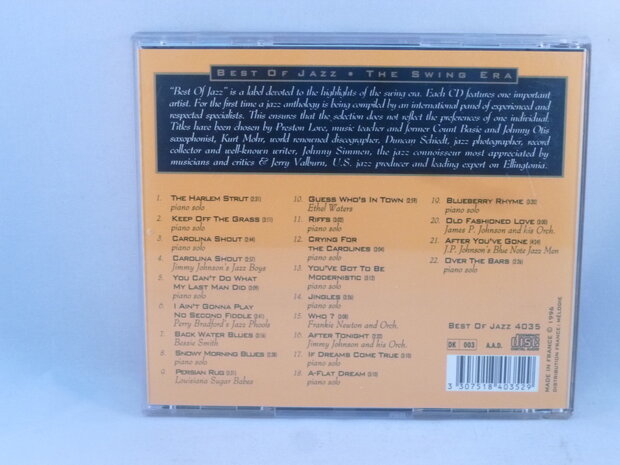 BEST OF JAZZ • THE SWING ERA
"Best Of Jazz" is a label devoted to the highlights of the swing era. Each CD features one important
artist. For the first time a jazz anthology is being compiled by an international panel of experienced and
respected specialists. This ensures that the selection does not reflect the preferences of one individual.
Titles have been chosen by Preston Love, music teacher and former Count Basie and Johnny Otis
saxophonist, Kurt Mohr, world renowned discographer, Duncan Schiedt, jazz photographer, record
collector and well-known writer, Johnny Simmen, the jazz connoisseur most appreciated by
musicians and critics & Jerry Valburn, U.S. jazz producer and leading expert on Ellingtonia.
1. THE HARLEM STRUT
piano solo
2. KEEP OFF THE GRASS
piano solo
3. CAROLINA SHOUT
piano solo
4. CAROLINA SHOUT
Jimmy Johnson's Jazz Boys
5. YOU CAN'T DO WHAT
MY LAST MAN DID
piano solo
6. I AIN'T GONNA PLAY
NO SECOND FIDDLE
Perry Bradford's Jazz Phools
7. BACK WATER BLUES
Bessie Smith
8. SNOWY MORNING BLUES
piano solo
9. PERSIAN RUG
Louisiana Sugar Babes
10. GUESS WHO'S IN TOWN
Ethel Waters
11. RIFFS
piano solo
12. CRYING FOR
THE CAROLINES
piano solo
13. YOU'VE GOT TO BE
MODERNISTIC
piano solo
14. JINGLES
piano solo
15. WHO ?
Frankie Newton and Orch.
16. AFTER TONIGHT
Jimmy Johnson and his Orch.
17. IF DREAMS COME TRUE
piano solo
18. A-FLAT DREAM
piano solo
19. BLUEBERRY RHYME
piano solo
20. OLD FASHIONED LOVE
James P. Johnson and his Orch.
21. AFTER YOU'VE GONE
J.P. Johnson's Blue Note Jazz Men
22. OVER THE BARS
piano solo
BEST OF JAZZ 4035
DK 003 A.A.D. COMPACT disc DIGITAL AUDIO
3 307518 403529
MADE IN FRANCE © 1996
DISTRIBUTION FRANCE : MÉLODIE